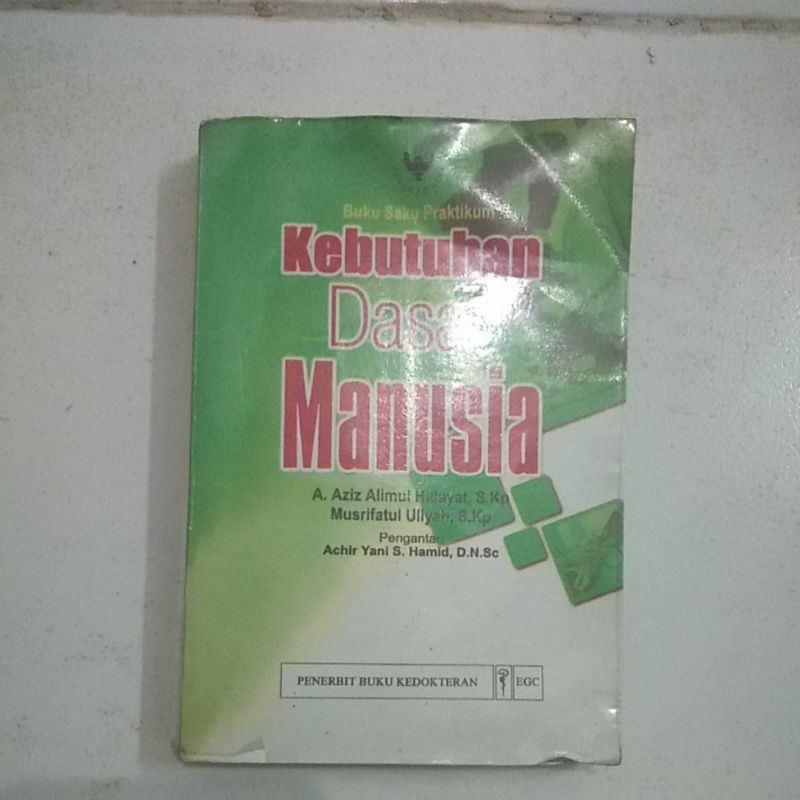 Buku Saku Praktikum
Kebutuhan
Dasar
Manusia
A. Aziz Alimul Hidayat, S.Kp
Musrifatul Uliyah, S.Kp
Pengantar
Achir Yani S. Hamid, D.N.Sc
PENERBIT BUKU KEDOKTERAN EGC